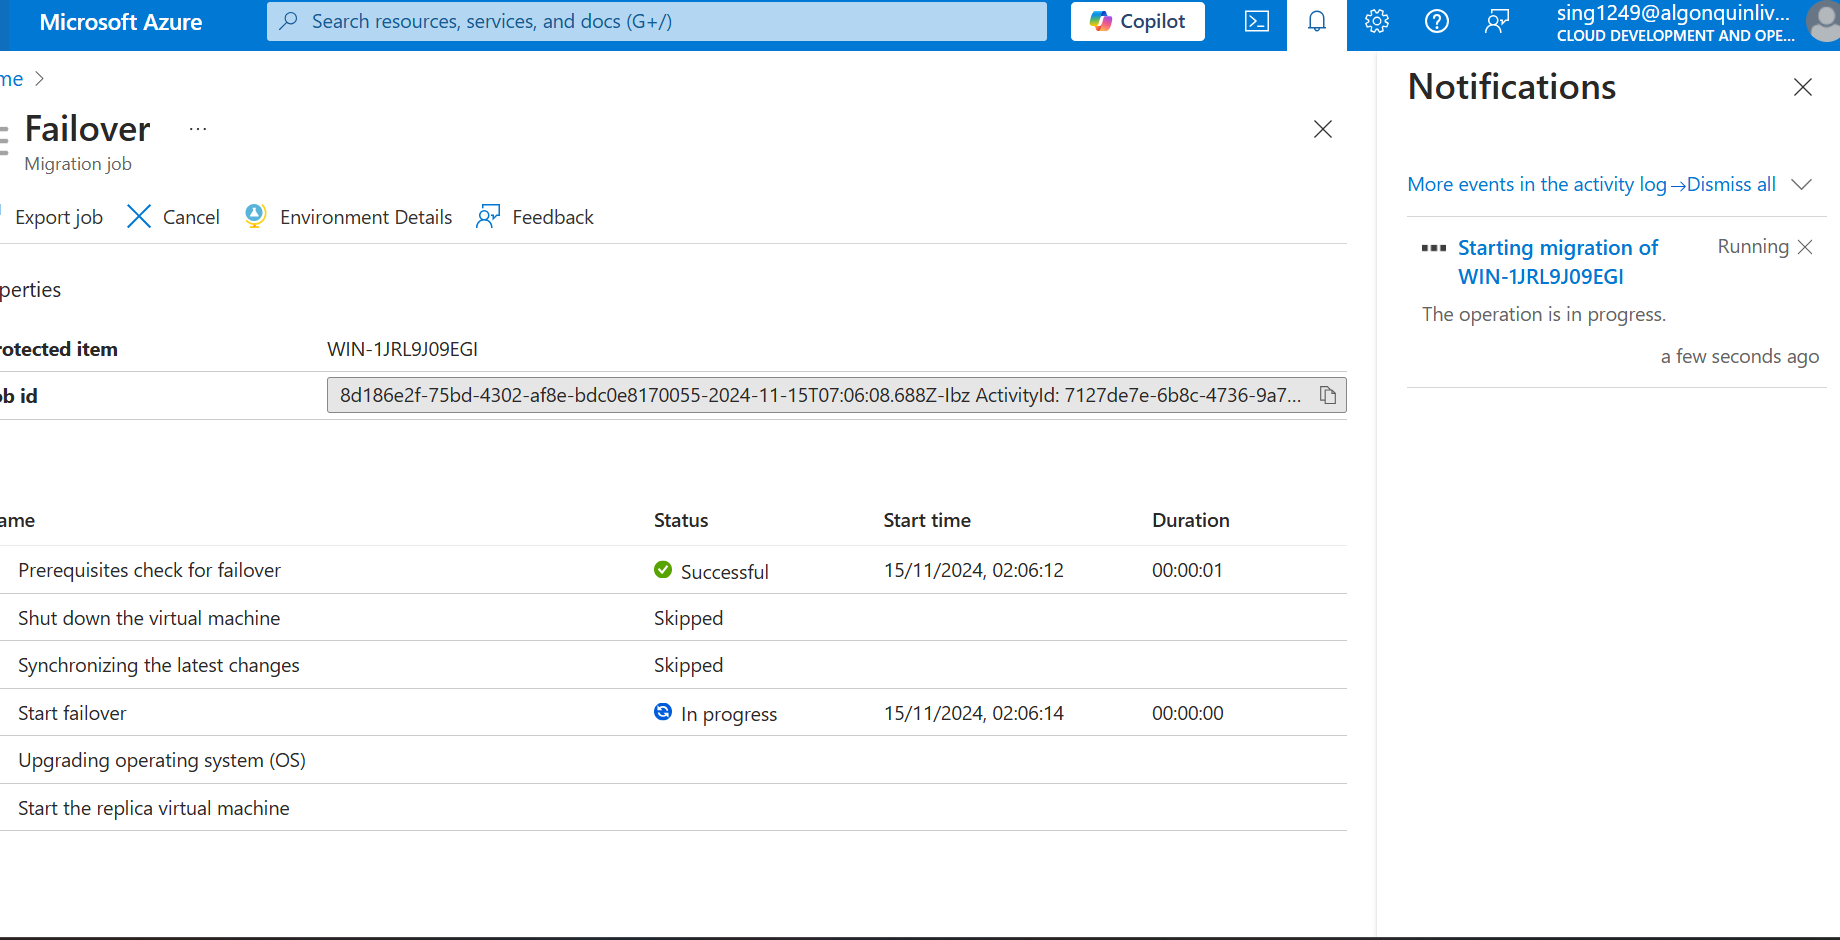 Microsoft Azure
Search resources, services, and docs (G+/)
Copilot
sing1249@algonquinliv...
CLOUD DEVELOPMENT AND OPE...
me >
Failover ...
Migration job
Export job Cancel Environment Details Feedback
perties
rotected item WIN-1JRL9J09EGI
ob id 8d186e2f-75bd-4302-af8e-bdc0e8170055-2024-11-15T07:06:08.688Z-Ibz ActivityId: 7127de7e-6b8c-4736-9a7...
ame Status Start time Duration
Prerequisites check for failover Successful 15/11/2024, 02:06:12 00:00:01
Shut down the virtual machine Skipped
Synchronizing the latest changes Skipped
Start failover In progress 15/11/2024, 02:06:14 00:00:00
Upgrading operating system (OS)
Start the replica virtual machine
Notifications
More events in the activity log → Dismiss all
Starting migration of Running
WIN-1JRL9J09EGI
The operation is in progress.
a few seconds ago